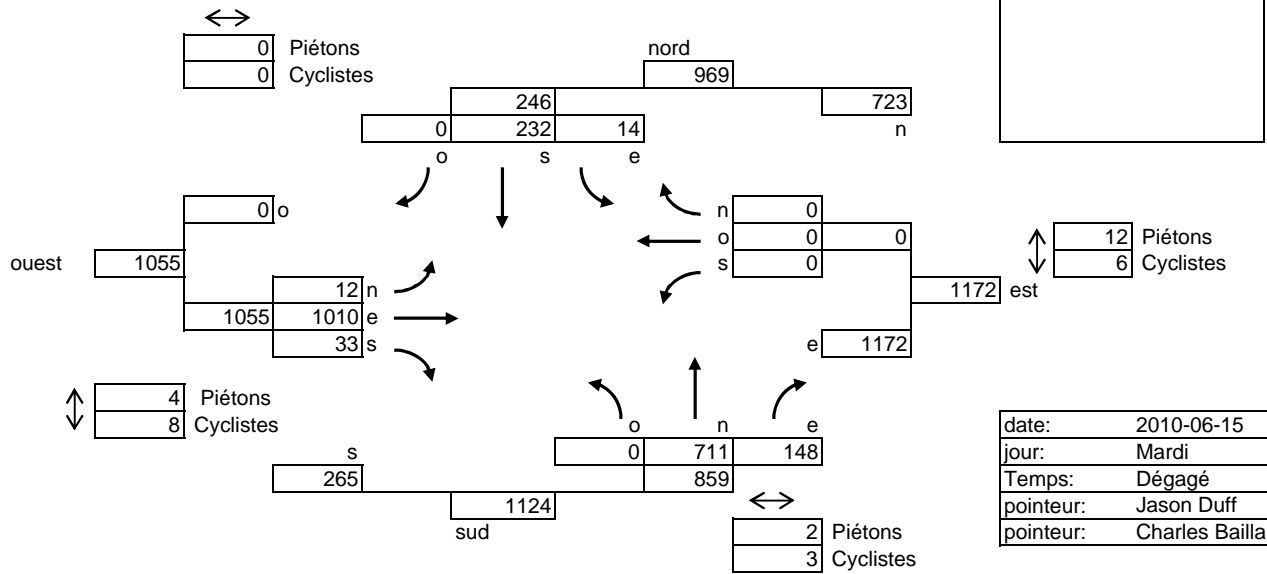 0 Piétons
0 Cyclistes
nord
969
246 723
0 232 14 n
o s e
0 o
n 0
o 0 0
s 0
12 Piétons
6 Cyclistes
ouest 1055
12 n
1055 1010 e
33 s
1172 est
e 1172
4 Piétons
8 Cyclistes
o n e
0 711 148
s
265 859
1124
sud
2 Piétons
3 Cyclistes
date: 2010-06-15
jour: Mardi
Temps: Dégagé
pointeur: Jason Duff
pointeur: Charles Bailla